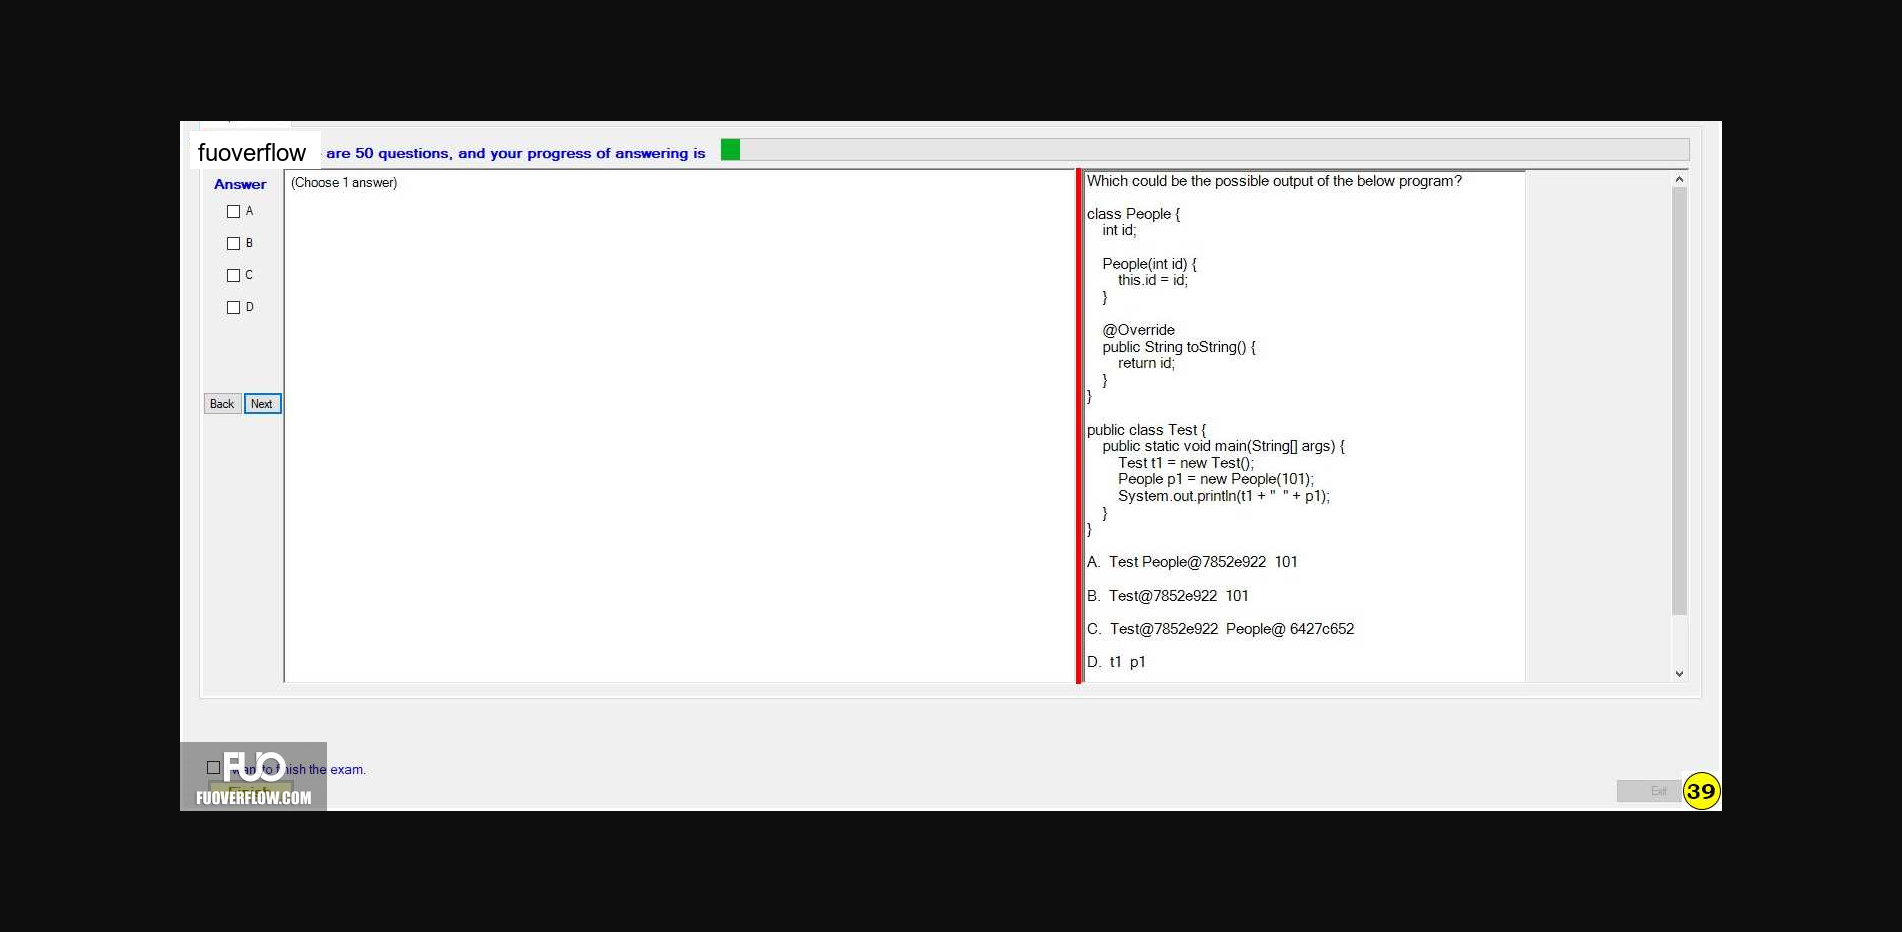 fuoverflow are 50 questions, and your progress of answering is
Answer
A
B
C
D
Back Next
(Choose 1 answer)
Which could be the possible output of the below program?
class People {
int id;
People(int id) {
this.id = id;
}
@Override
public String toString() {
return id;
}
}
public class Test {
public static void main(String[] args) {
Test t1 = new Test();
People p1 = new People(101);
System.out.println(t1 + "  " + p1);
}
}
A.  Test People@7852e922  101
B.  Test@7852e922  101
C.  Test@7852e922  People@ 6427c652
D.  t1  p1
FUO
to finish the exam.
Finish
FUOVERFLOW.COM
Exit
39